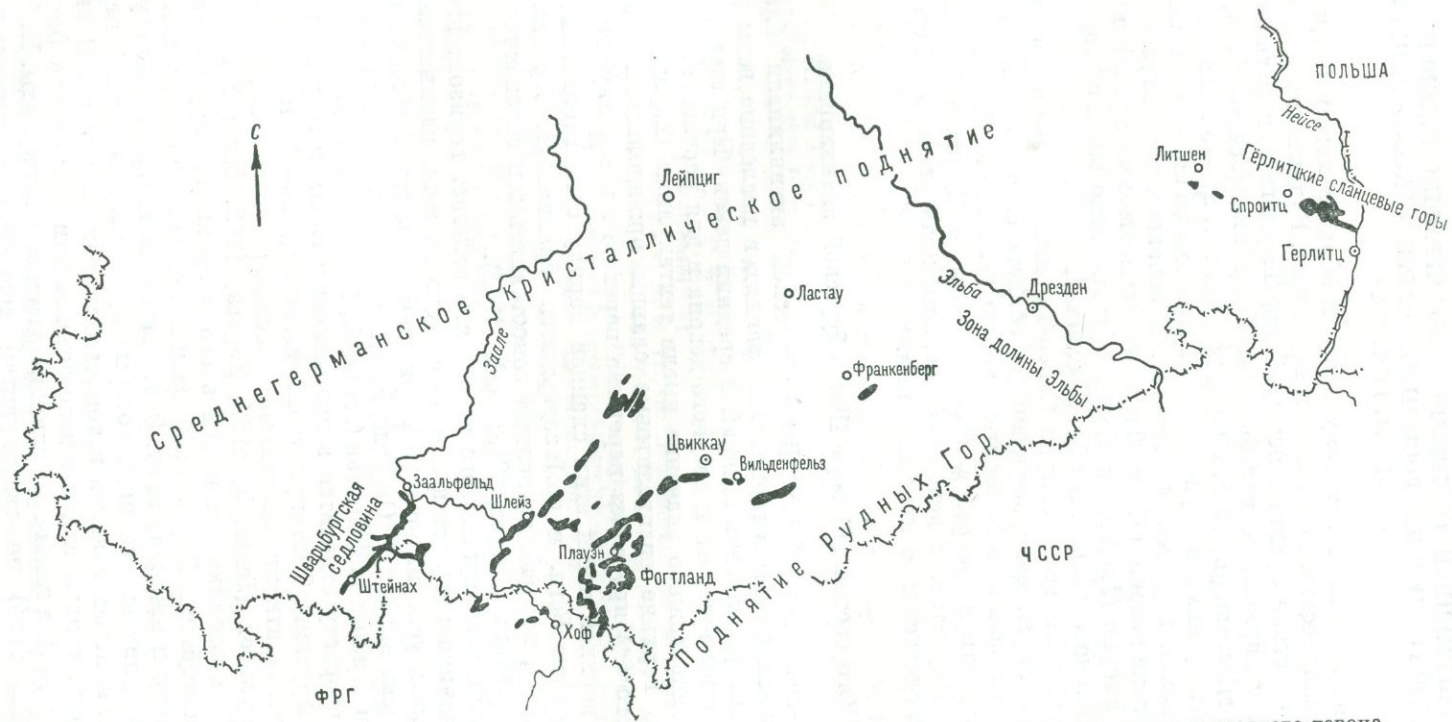 ПОЛЬША
Нейсе
С
Литшен
Гёрлитцкие сланцевые горы
Лейпциг
Спроитц
Среднегерманское кристаллическое поднятие
Гёрлитц
Эльба
Ластау
Дрезден
Заале
Зона долины Эльбы
Франкенберг
Цвиккау
Заальфельд
Вильденфельз
Шлейз
Шварцбургская
седловина
Плауэн
ЧССР
Штейнах
Фогтланд
Поднятие Рудных Гор
Хоф
ФРГ